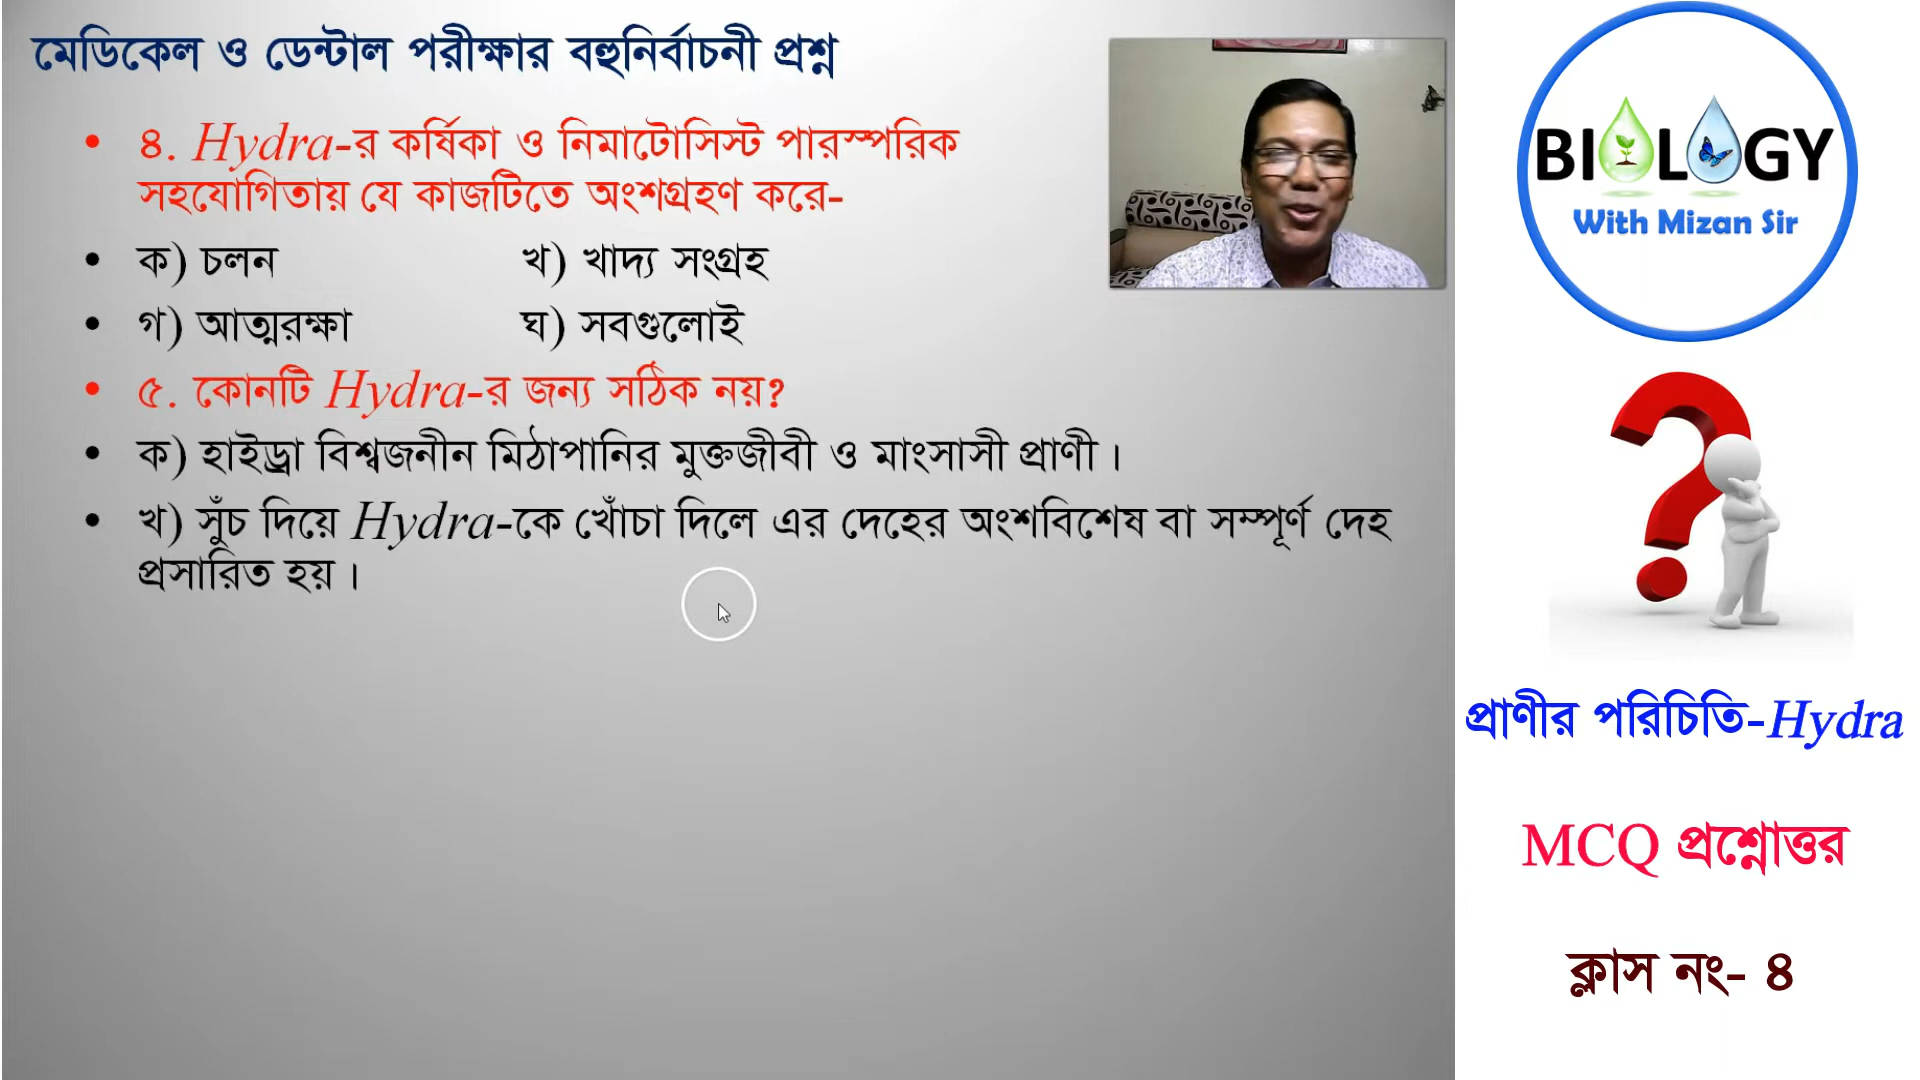 মেডিকেল ও ডেন্টাল পরীক্ষার বহুনির্বাচনী প্রশ্ন
• ৪. Hydra-র কর্ষিকা ও নিমাটোসিস্ট পারস্পরিক
সহযোগিতায় যে কাজটিতে অংশগ্রহণ করে-
• ক) চলন খ) খাদ্য সংগ্রহ
• গ) আত্মরক্ষা ঘ) সবগুলোই
• ৫. কোনটি Hydra-র জন্য সঠিক নয়?
• ক) হাইড্রা বিশ্বজনীন মিঠাপানির মুক্তজীবী ও মাংসাসী প্রাণী।
• খ) সুঁচ দিয়ে Hydra-কে খোঁচা দিলে এর দেহের অংশবিশেষ বা সম্পূর্ণ দেহ
প্রসারিত হয়।
BIOLOGY
With Mizan Sir
প্রাণীর পরিচিতি-Hydra
MCQ প্রশ্নোত্তর
ক্লাস নং- ৪